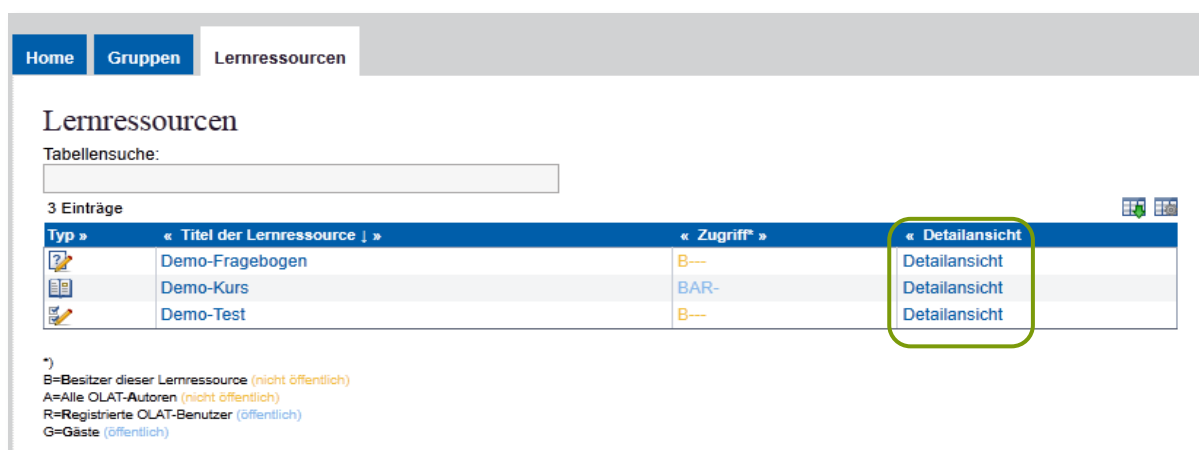 Home Gruppen Lernressourcen
Lernressourcen
Tabellensuche:
3 Einträge
Typ » « Titel der Lernressource ↓ » « Zugriff* » « Detailansicht
Demo-Fragebogen B--- Detailansicht
Demo-Kurs BAR- Detailansicht
Demo-Test B--- Detailansicht
*)
B=Besitzer dieser Lernressource (nicht öffentlich)
A=Alle OLAT-Autoren (nicht öffentlich)
R=Registrierte OLAT-Benutzer (öffentlich)
G=Gäste (öffentlich)